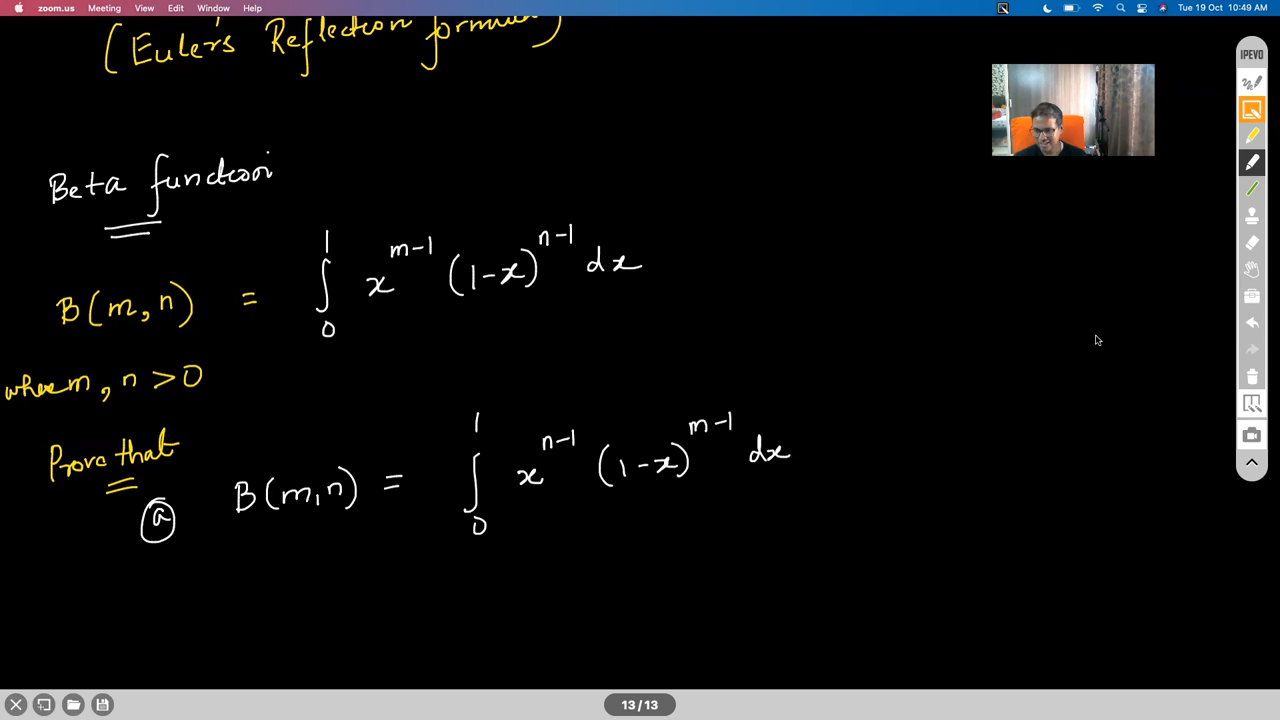 zoom.us Meeting View Edit Window Help Tue 19 Oct 10:49 AM
(Euler's Reflection formula)
IPEVO
Beta function
B(m, n) = ∫₀¹ x^{m-1} (1-x)^{n-1} dx
where m, n > 0
Prove that
ⓐ B(m, n) = ∫₀¹ x^{n-1} (1-x)^{m-1} dx
13/13